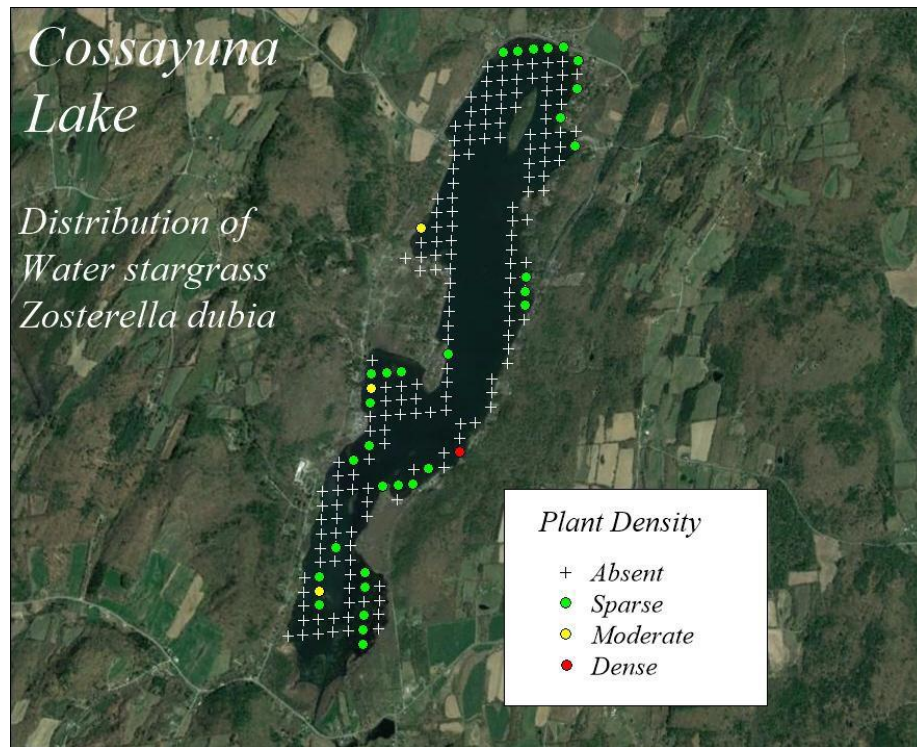 Cossayuna
Lake
Distribution of
Water stargrass
Zosterella dubia
Plant Density
Absent
Sparse
Moderate
Dense